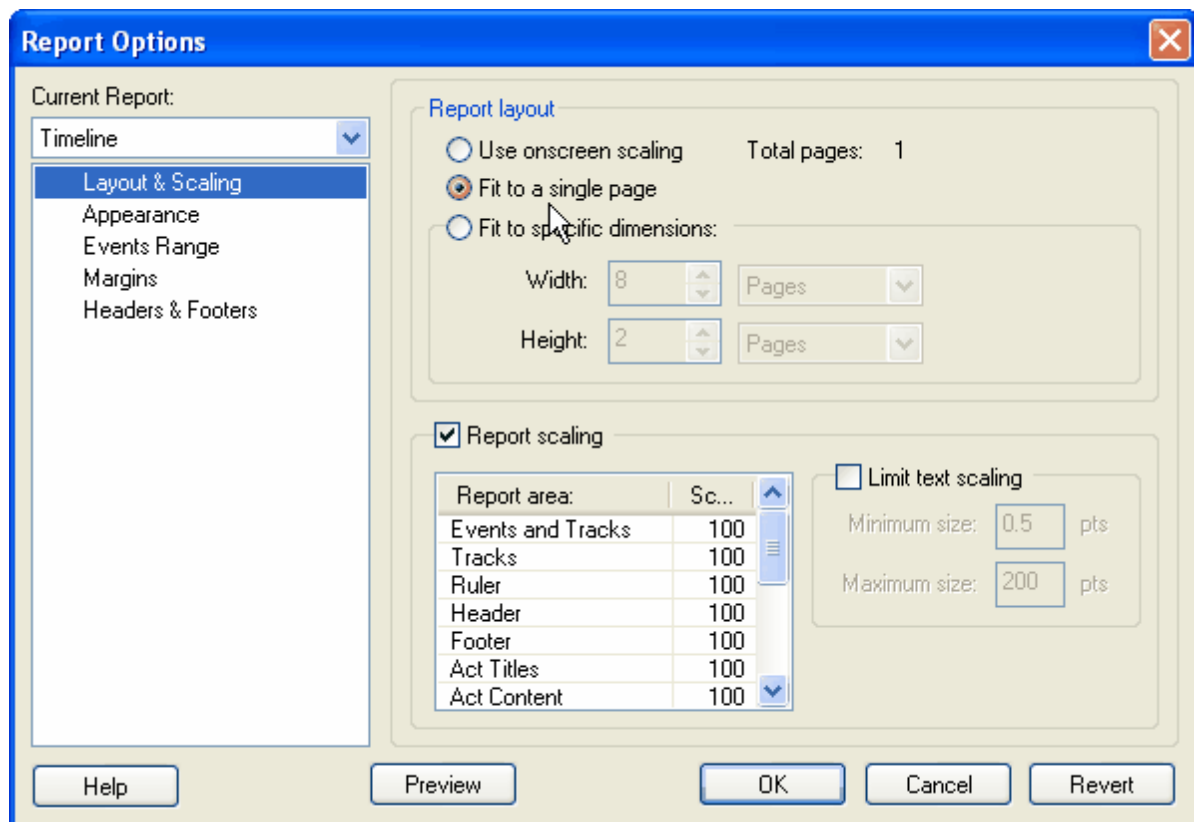 Report Options
Current Report:
Timeline
Layout & Scaling
Appearance
Events Range
Margins
Headers & Footers
Report layout
Use onscreen scaling Total pages: 1
Fit to a single page
Fit to specific dimensions:
Width: 8 Pages
Height: 2 Pages
Report scaling
Report area: Sc...
Events and Tracks 100
Tracks 100
Ruler 100
Header 100
Footer 100
Act Titles 100
Act Content 100
Limit text scaling
Minimum size: 0.5 pts
Maximum size: 200 pts
Help Preview OK Cancel Revert